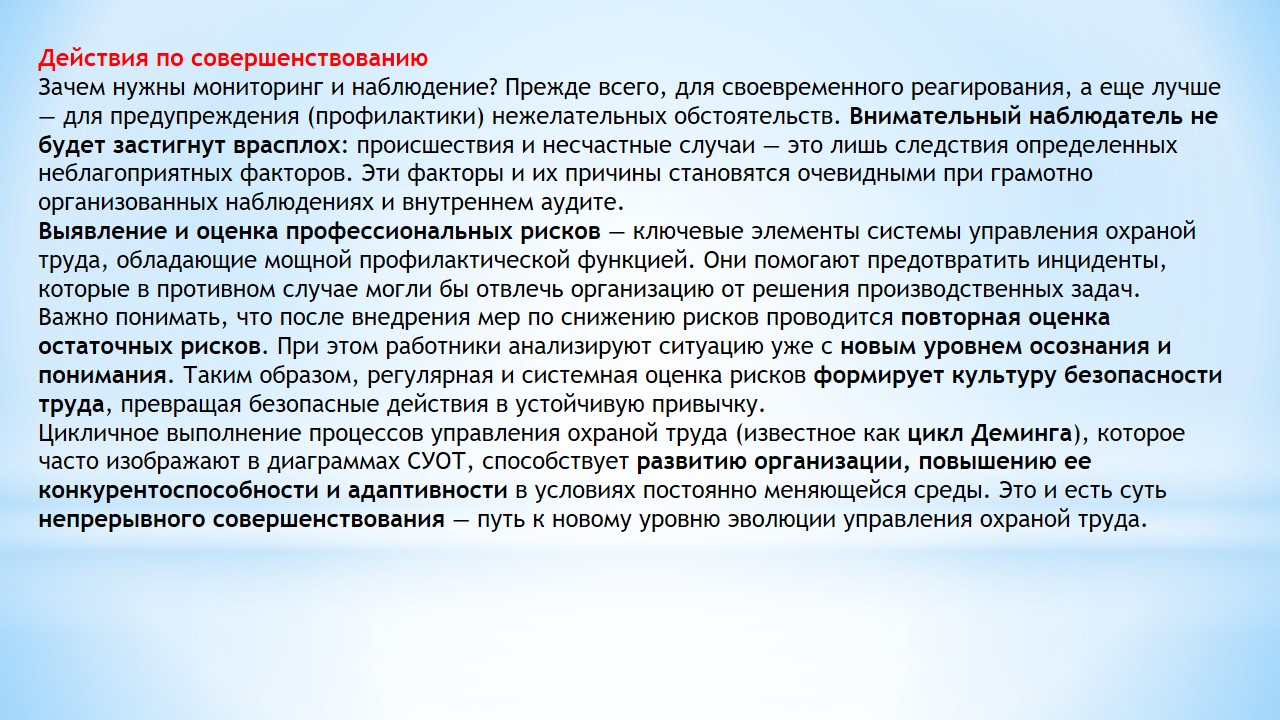 Действия по совершенствованию
Зачем нужны мониторинг и наблюдение? Прежде всего, для своевременного реагирования, а еще лучше
— для предупреждения (профилактики) нежелательных обстоятельств. Внимательный наблюдатель не
будет застигнут врасплох: происшествия и несчастные случаи — это лишь следствия определенных
неблагоприятных факторов. Эти факторы и их причины становятся очевидными при грамотно
организованных наблюдениях и внутреннем аудите.
Выявление и оценка профессиональных рисков — ключевые элементы системы управления охраной
труда, обладающие мощной профилактической функцией. Они помогают предотвратить инциденты,
которые в противном случае могли бы отвлечь организацию от решения производственных задач.
Важно понимать, что после внедрения мер по снижению рисков проводится повторная оценка
остаточных рисков. При этом работники анализируют ситуацию уже с новым уровнем осознания и
понимания. Таким образом, регулярная и системная оценка рисков формирует культуру безопасности
труда, превращая безопасные действия в устойчивую привычку.
Цикличное выполнение процессов управления охраной труда (известное как цикл Деминга), которое
часто изображают в диаграммах СУОТ, способствует развитию организации, повышению ее
конкурентоспособности и адаптивности в условиях постоянно меняющейся среды. Это и есть суть
непрерывного совершенствования — путь к новому уровню эволюции управления охраной труда.